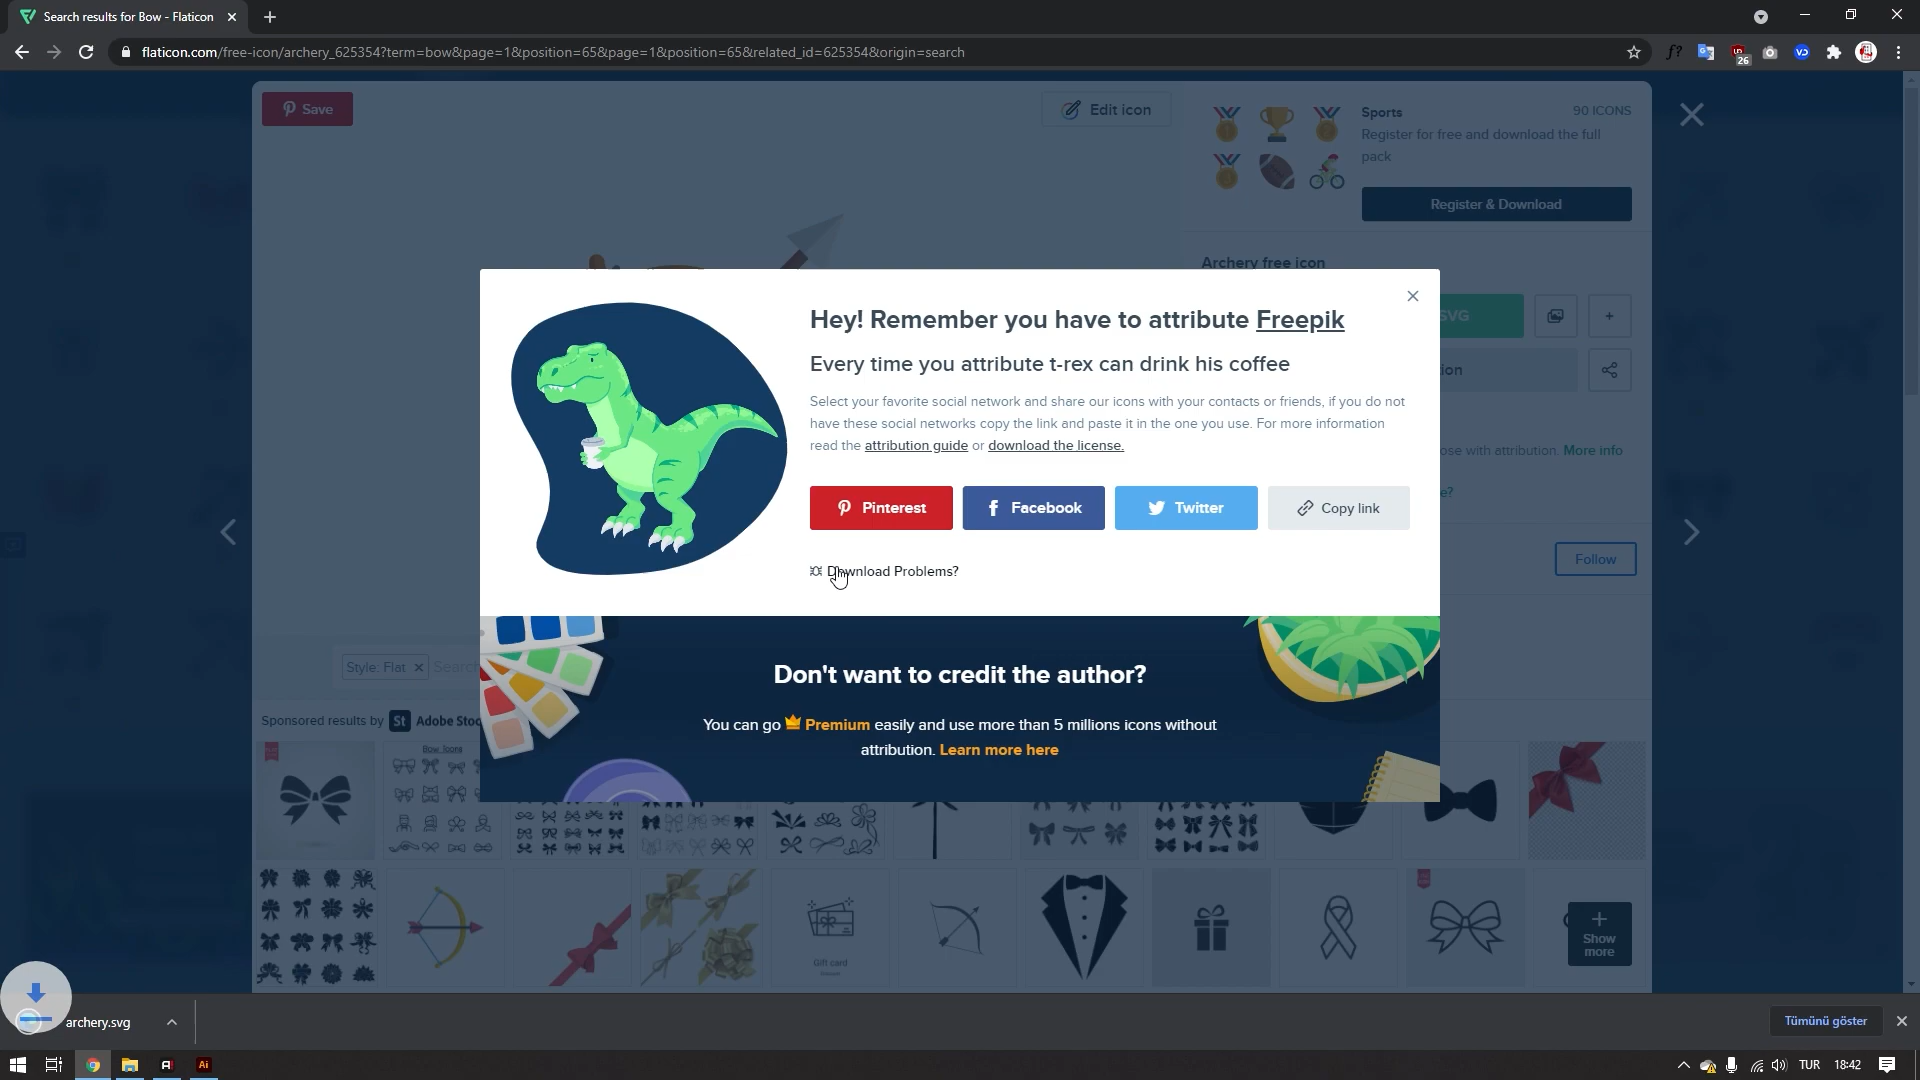 Search results for Bow - Flaticon
flaticon.com/free-icon/archery_625354?term=bow&page=1&position=65&page=1&position=65&related_id=625354&origin=search
f?
26
Save
Edit icon
Sports
90 ICONS
Register for free and download the full
pack
Register & Download
Archery free icon
SVG
Hey! Remember you have to attribute Freepik
Every time you attribute t-rex can drink his coffee
Select your favorite social network and share our icons with your contacts or friends, if you do not
have these social networks copy the link and paste it in the one you use. For more information
read the attribution guide or download the license.
More info
Pinterest
Facebook
Twitter
Copy link
Follow
Download Problems?
Style: Flat
Don't want to credit the author?
You can go Premium easily and use more than 5 millions icons without
attribution. Learn more here
Sponsored results by St Adobe Stoc
Bow Icons
Gift card
Show
more
archery.svg
Tümünü göster
Ai
TUR
18:42